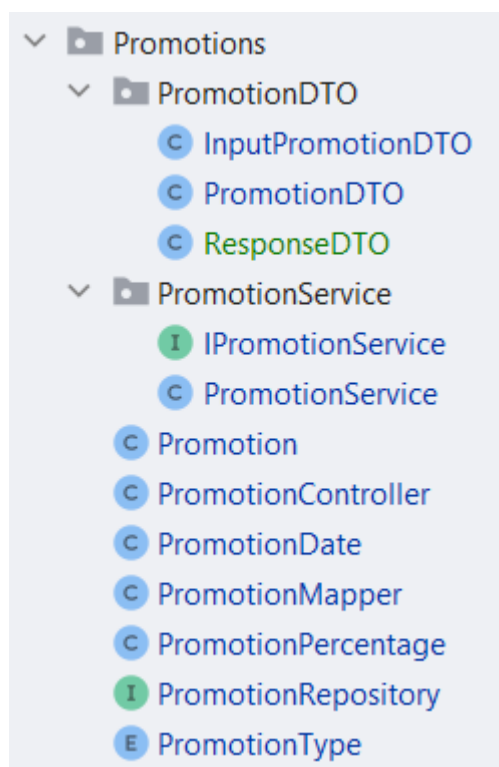 Promotions
PromotionDTO
C InputPromotionDTO
C PromotionDTO
C ResponseDTO
PromotionService
I IPromotionService
C PromotionService
C Promotion
C PromotionController
C PromotionDate
C PromotionMapper
C PromotionPercentage
I PromotionRepository
E PromotionType